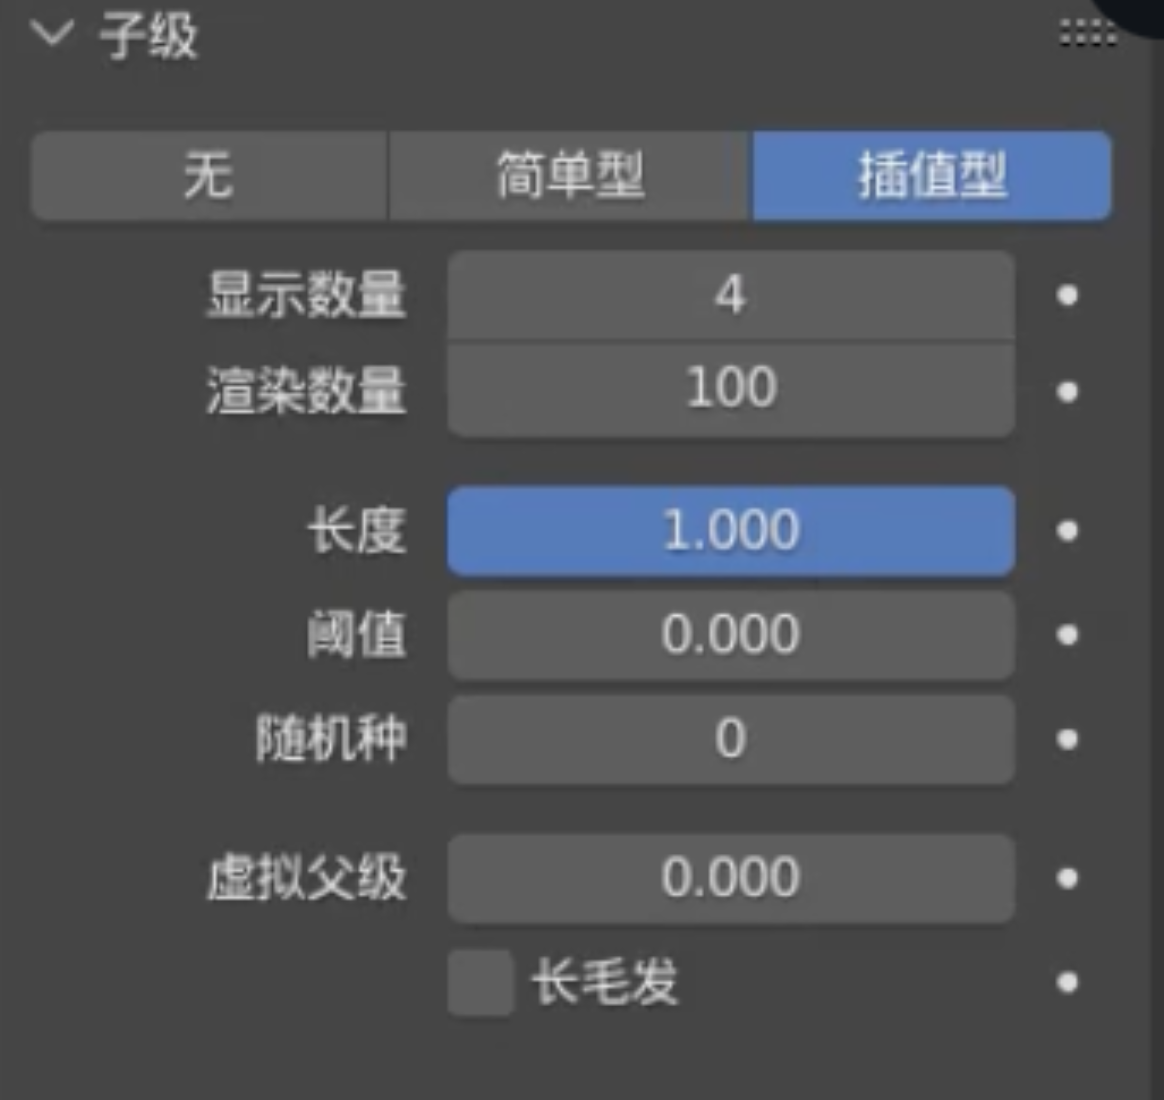 子级
无 简单型 插值型
显示数量 4
渲染数量 100
长度 1.000
阈值 0.000
随机种 0
虚拟父级 0.000
长毛发